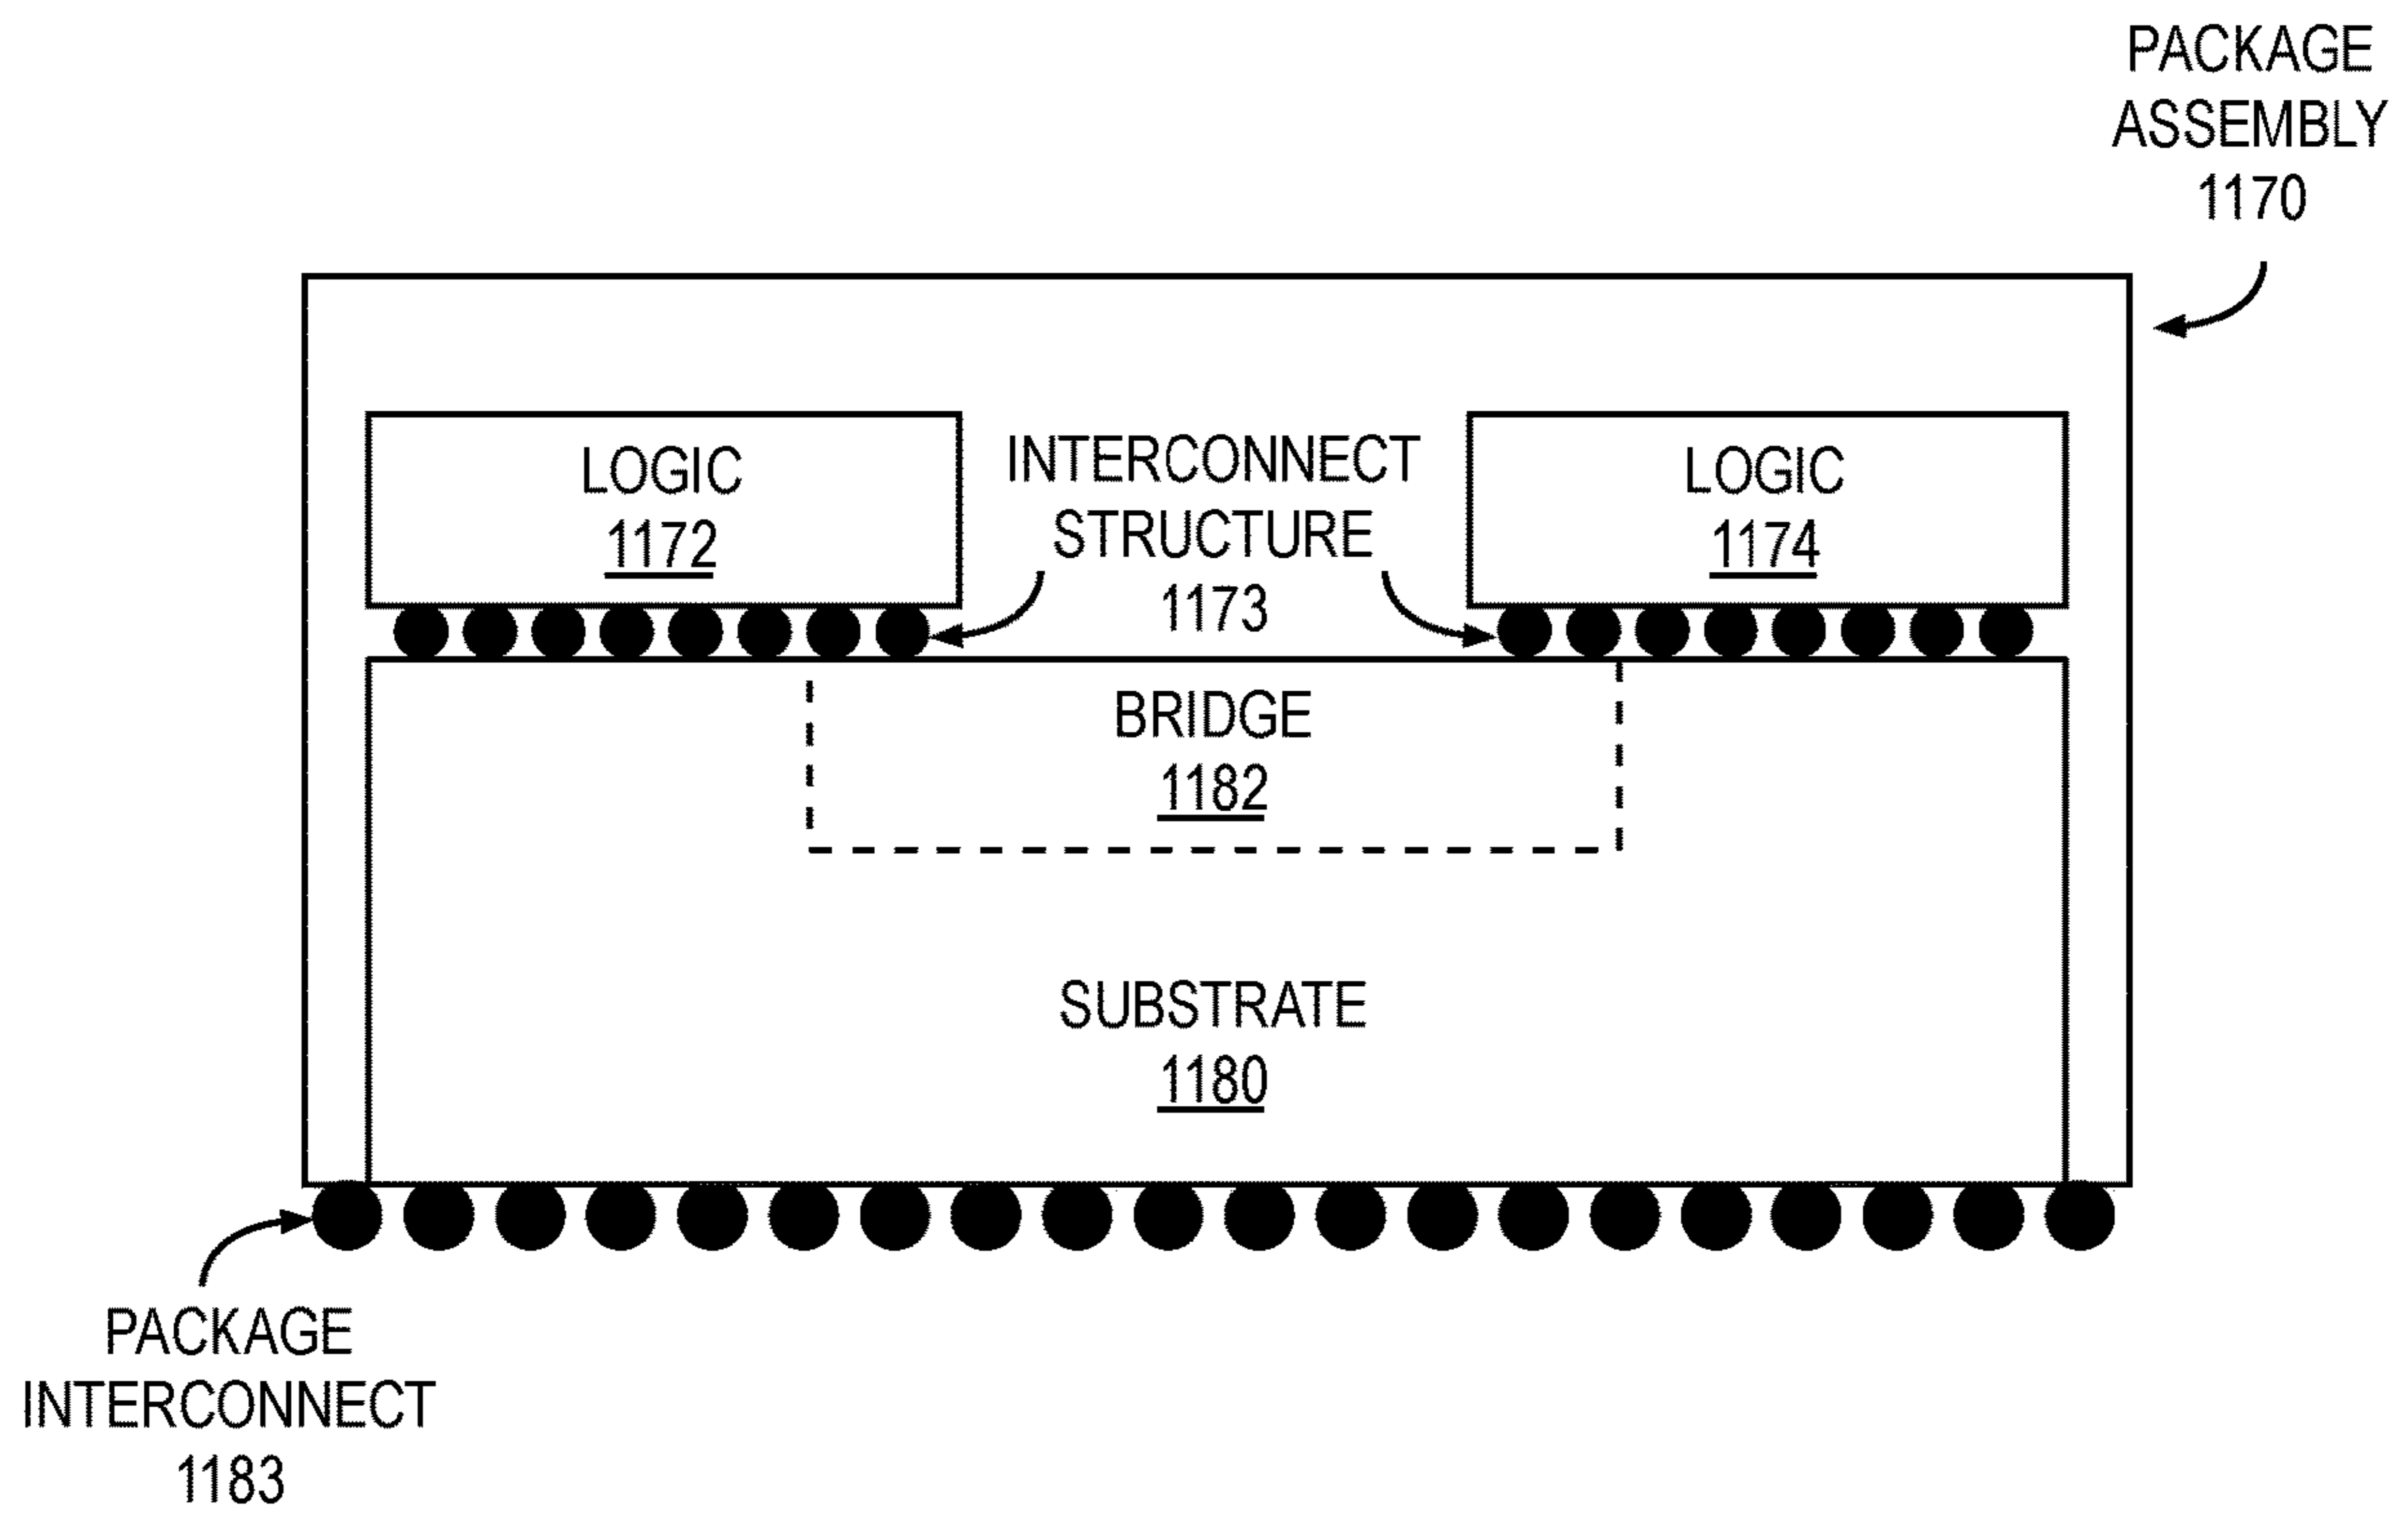 PACKAGE
ASSEMBLY
1170
LOGIC
1172
INTERCONNECT
STRUCTURE
1173
LOGIC
1174
BRIDGE
1182
SUBSTRATE
1180
PACKAGE
INTERCONNECT
1183